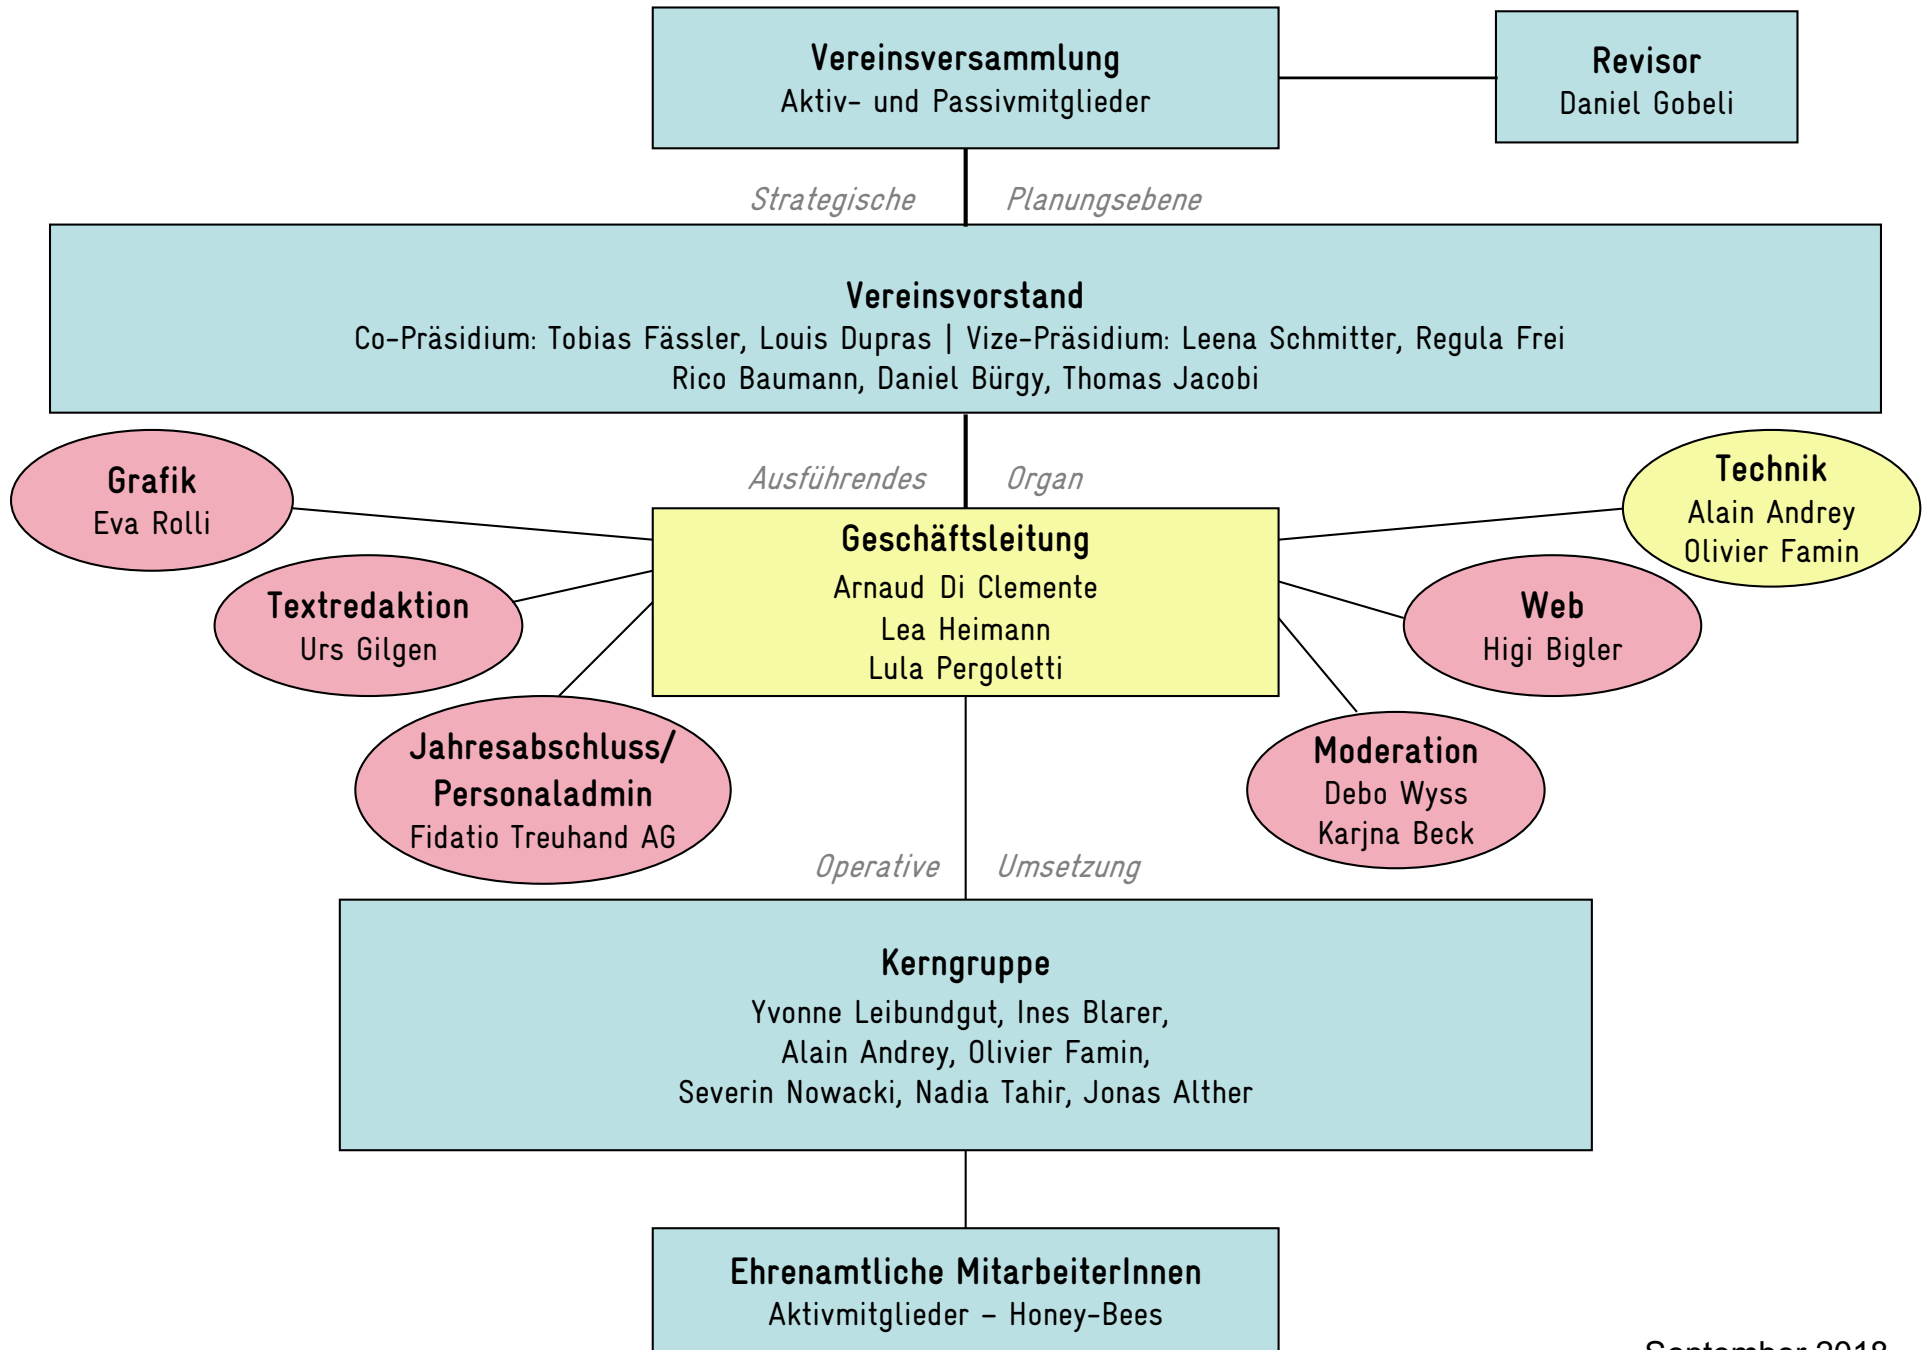 Vereinsversammlung
Aktiv- und Passivmitglieder
Revisor
Daniel Gobeli
Strategische Planungsebene
Vereinsvorstand
Co-Präsidium: Tobias Fässler, Louis Dupras | Vize-Präsidium: Leena Schmitter, Regula Frei
Rico Baumann, Daniel Bürgy, Thomas Jacobi
Ausführendes Organ
Grafik
Eva Rolli
Textredaktion
Urs Gilgen
Jahresabschluss/
Personaladmin
Fidatio Treuhand AG
Geschäftsleitung
Arnaud Di Clemente
Lea Heimann
Lula Pergoletti
Technik
Alain Andrey
Olivier Famin
Web
Higi Bigler
Moderation
Debo Wyss
Karjna Beck
Operative Umsetzung
Kerngruppe
Yvonne Leibundgut, Ines Blarer,
Alain Andrey, Olivier Famin,
Severin Nowacki, Nadia Tahir, Jonas Alther
Ehrenamtliche MitarbeiterInnen
Aktivmitglieder – Honey-Bees
September 2018